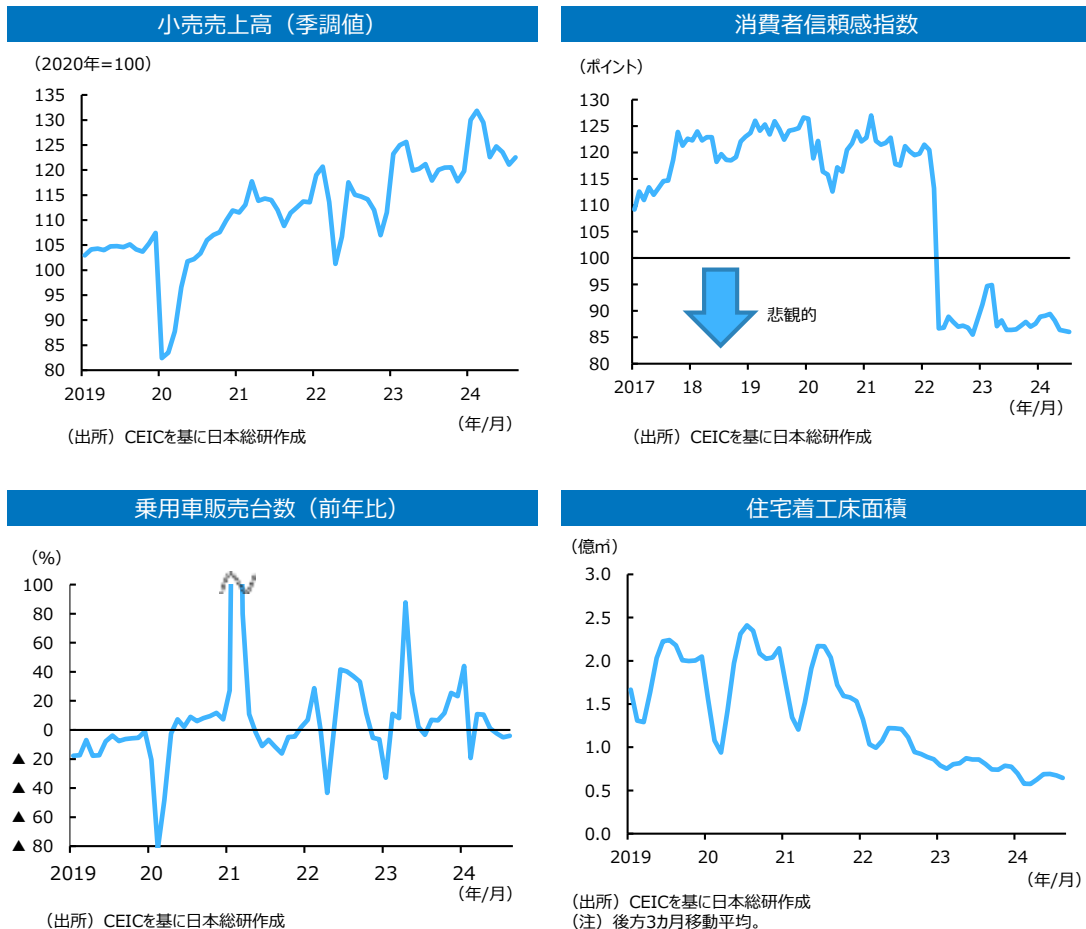 小売売上高（季調値）
（2020年=100）
135
130
125
120
115
110
105
100
95
90
85
80
2019 20 21 22 23 24
（年/月）
（出所）CEICを基に日本総研作成
消費者信頼感指数
（ポイント）
130
125
120
115
110
105
100
95
90
85
80
悲観的
2017 18 19 20 21 22 23 24
（年/月）
（出所）CEICを基に日本総研作成
乗用車販売台数（前年比）
（%）
100
80
60
40
20
0
▲ 20
▲ 40
▲ 60
▲ 80
2019 20 21 22 23 24
（年/月）
（出所）CEICを基に日本総研作成
住宅着工床面積
（億㎡）
3.0
2.5
2.0
1.5
1.0
0.5
0.0
2019 20 21 22 23 24
（年/月）
（出所）CEICを基に日本総研作成
（注）後方3カ月移動平均。